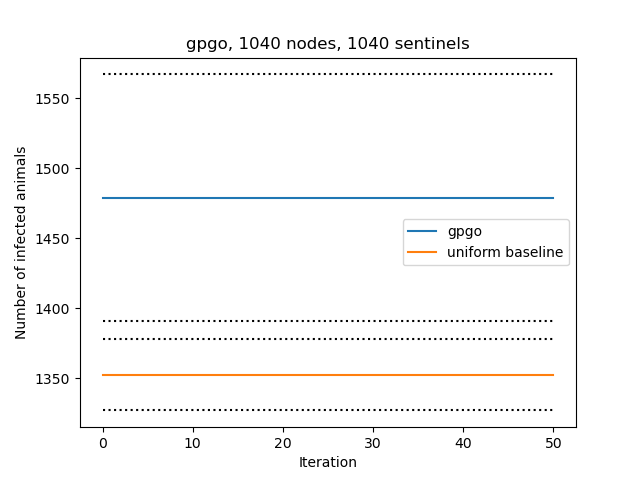 gpgo, 1040 nodes, 1040 sentinels
1550
1500
1450
1400
1350
Number of infected animals
gpgo
uniform baseline
0 10 20 30 40 50
Iteration